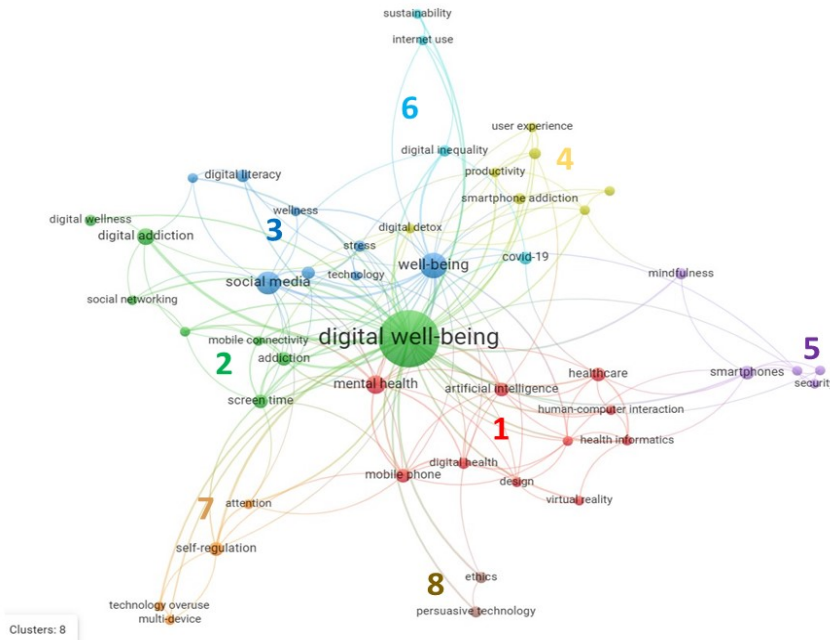 sustainability
internet use
6
user experience
digital inequality
4
productivity
digital literacy
smartphone addiction
wellness
digital wellness
3
digital detox
digital addiction
stress
covid-19
well-being
mindfulness
technology
social media
social networking
digital well-being
mobile connectivity
5
addiction
2
smartphones
healthcare
mental health
securit
artificial intelligence
screen time
human-computer interaction
1
health informatics
digital health
mobile phone
design
virtual reality
attention
7
self-regulation
ethics
8
technology overuse
persuasive technology
multi-device
Clusters: 8